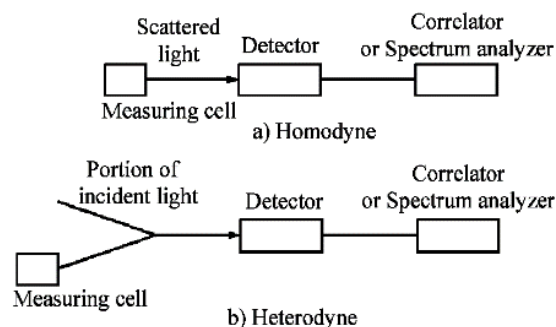 Scattered
light
Detector
Correlator
or Spectrum analyzer
Measuring cell
a) Homodyne
Portion of
incident light
Detector
Correlator
or Spectrum analyzer
Measuring cell
b) Heterodyne